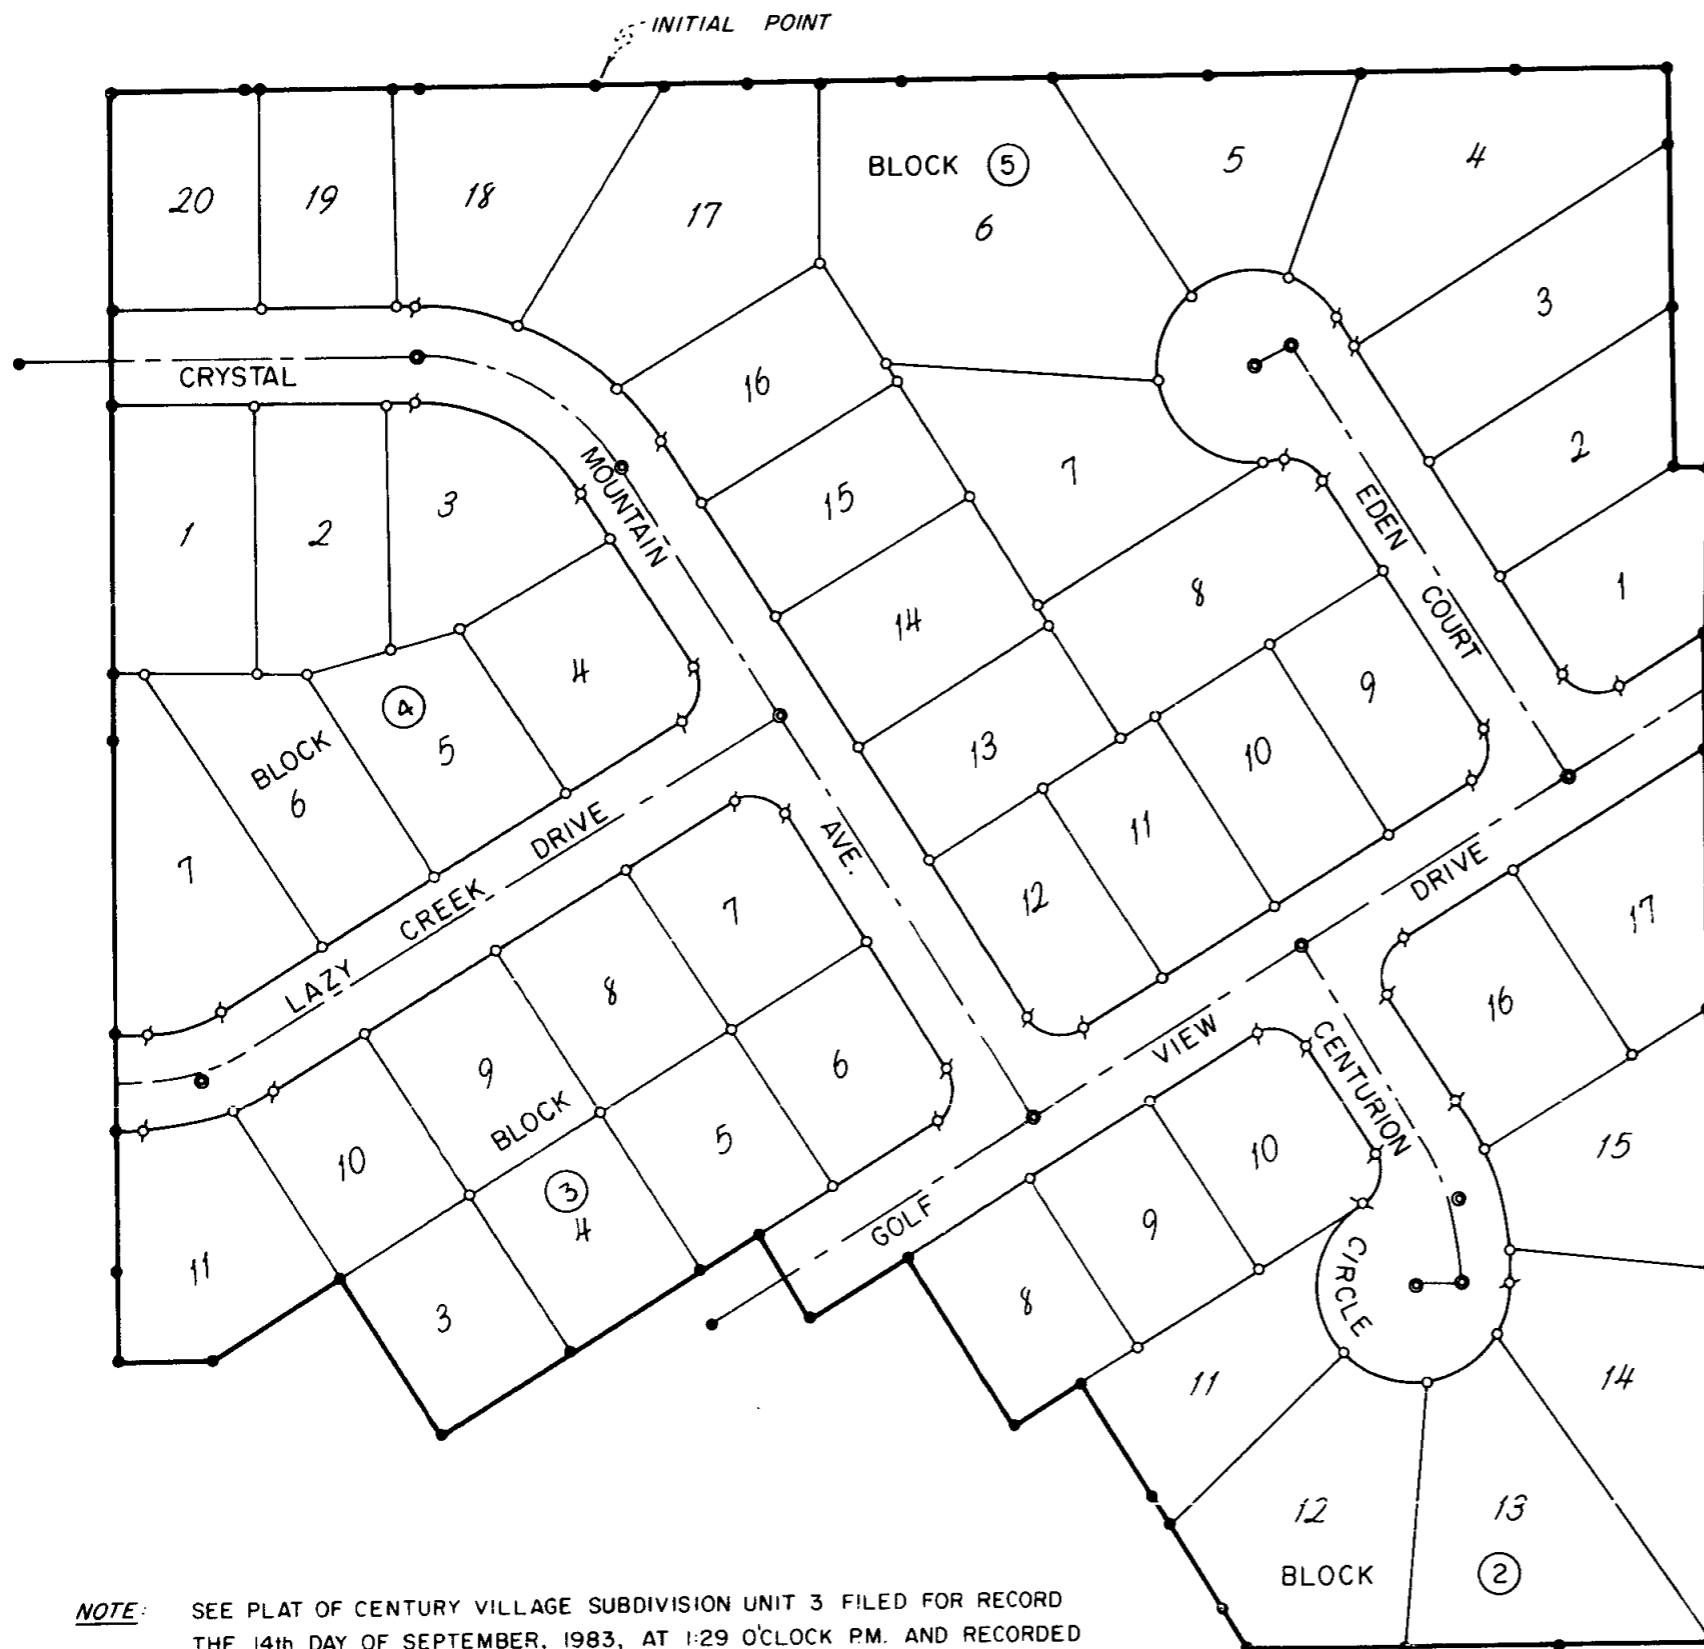 INITIAL POINT
BLOCK 5
20
19
18
17
6
5
4
3
2
1
16
15
14
13
12
11
10
9
8
7
CRYSTAL
MOUNTAIN
AVE.
EDEN
COURT
1
2
3
4
4
5
BLOCK
6
7
LAZY
CREEK
DRIVE
7
8
9
10
11
BLOCK
3
6
5
4
3
GOLF
VIEW
DRIVE
CENTURION
CIRCLE
17
16
15
14
10
9
8
11
12
13
BLOCK 2
NOTE: SEE PLAT OF CENTURY VILLAGE SUBDIVISION UNIT 3 FILED FOR RECORD
THE 14th DAY OF SEPTEMBER, 1983, AT 1:29 O'CLOCK P.M. AND RECORDED